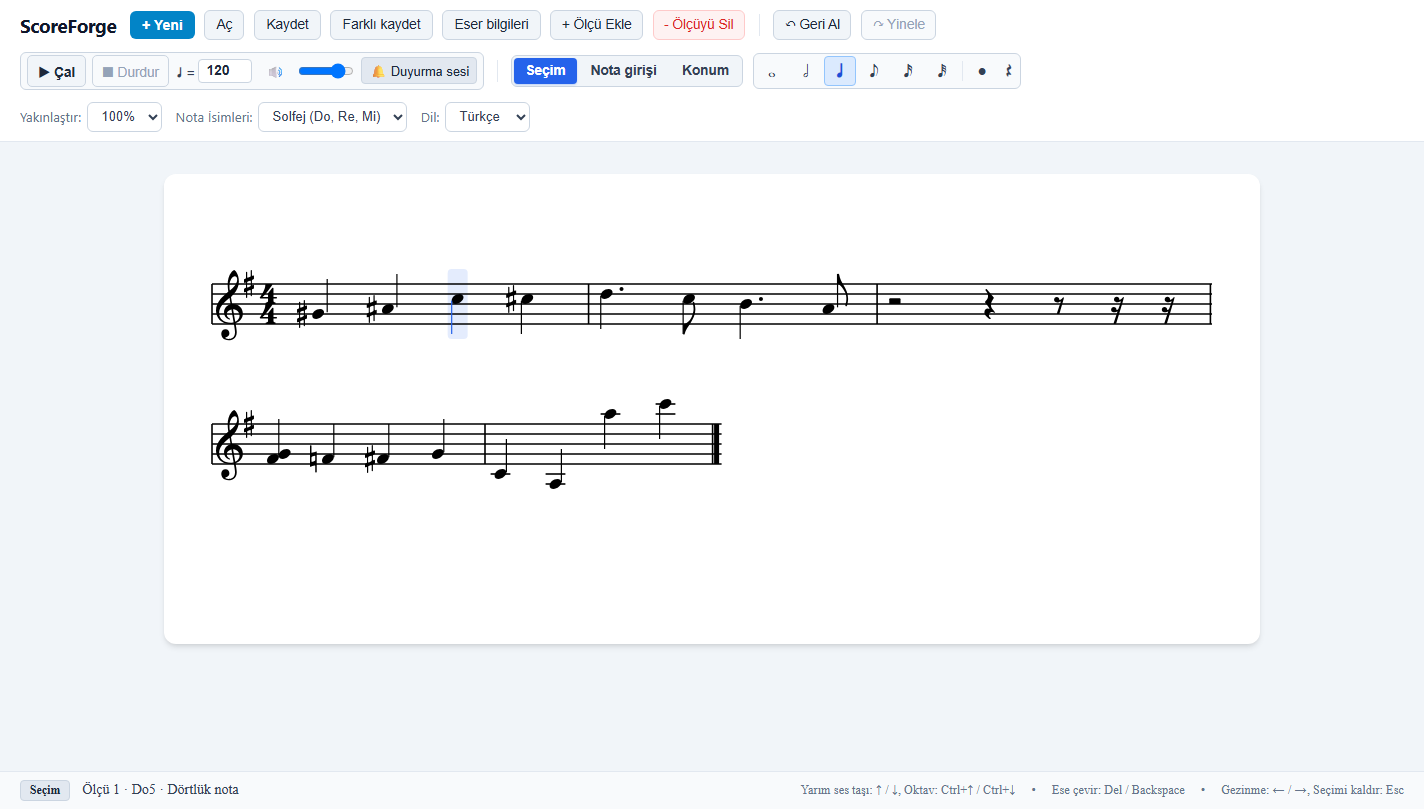 ScoreForge + Yeni Aç Kaydet Farklı kaydet Eser bilgileri + Ölçü Ekle - Ölçüyü Sil ↶ Geri Al ↷ Yinele
▶ Çal ■ Durdur ♩ = 120 Duyurma sesi Seçim Nota girişi Konum
Yakınlaştır: 100% Nota İsimleri: Solfej (Do, Re, Mi) Dil: Türkçe
4
4
Seçim Ölçü 1 · Do5 · Dörtlük nota Yarım ses taşı: ↑ / ↓, Oktav: Ctrl+↑ / Ctrl+↓ • Ese çevir: Del / Backspace • Gezinme: ← / →, Seçimi kaldır: Esc